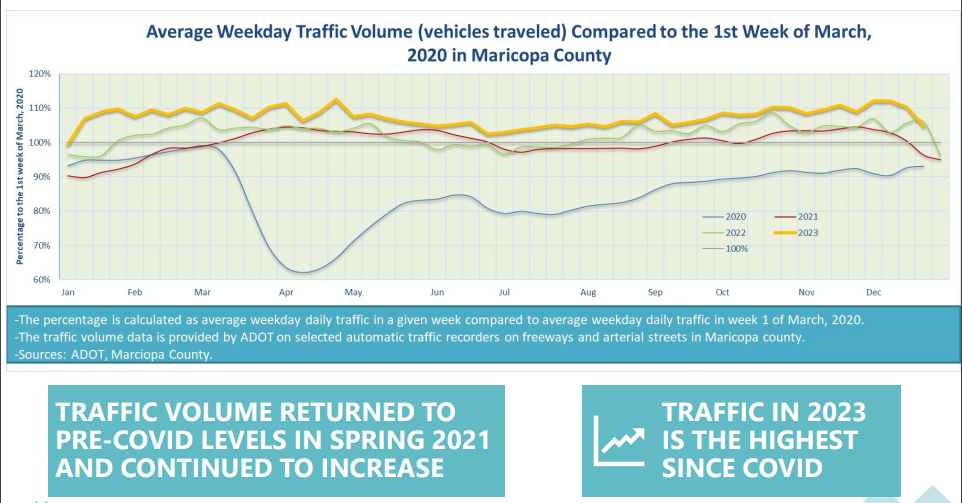 Average Weekday Traffic Volume (vehicles traveled) Compared to the 1st Week of March,
2020 in Maricopa County
Percentage to the 1st week of March, 2020
120%
110%
100%
90%
80%
70%
60%
Jan Feb Mar Apr May Jun Jul Aug Sep Oct Nov Dec
2020 2021
2022 2023
100%
-The percentage is calculated as average weekday daily traffic in a given week compared to average weekday daily traffic in week 1 of March, 2020.
-The traffic volume data is provided by ADOT on selected automatic traffic recorders on freeways and arterial streets in Maricopa county.
-Sources: ADOT, Marciopa County.
TRAFFIC VOLUME RETURNED TO
PRE-COVID LEVELS IN SPRING 2021
AND CONTINUED TO INCREASE
TRAFFIC IN 2023
IS THE HIGHEST
SINCE COVID